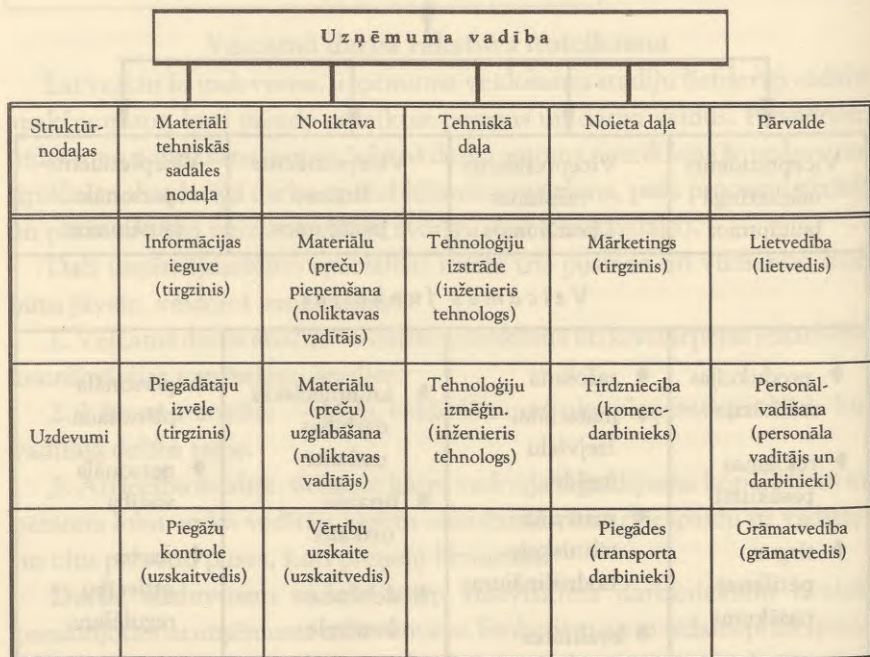 Uzņēmuma vadība
Struktūr-
nodaļas
Materiāli
tehniskās
sadales
nodaļa
Noliktava
Tehniskā
daļa
Noieta daļa
Pārvalde
Informācijas
ieguve
(tirgzinis)
Materiālu
(preču)
pieņemšana
(noliktavas
vadītājs)
Tehnoloģiju
izstrāde
(inženieris
tehnologs)
Mārketings
(tirgzinis)
Lietvedība
(lietvedis)
Uzdevumi
Piegādātāju
izvēle
(tirgzinis)
Materiālu
(preču)
uzglabāšana
(noliktavas
vadītājs)
Tehnoloģiju
izmēģin.
(inženieris
tehnologs)
Tirdzniecība
(komerc-
darbinieks)
Personāl-
vadīšana
(personāla
vadītājs un
darbinieki)
Piegāžu
kontrole
(uzskaitvedis)
Vērtību
uzskaite
(uzskaitvedis)
Piegādes
(transporta
darbinieki)
Grāmatvedība
(grāmatvedis)